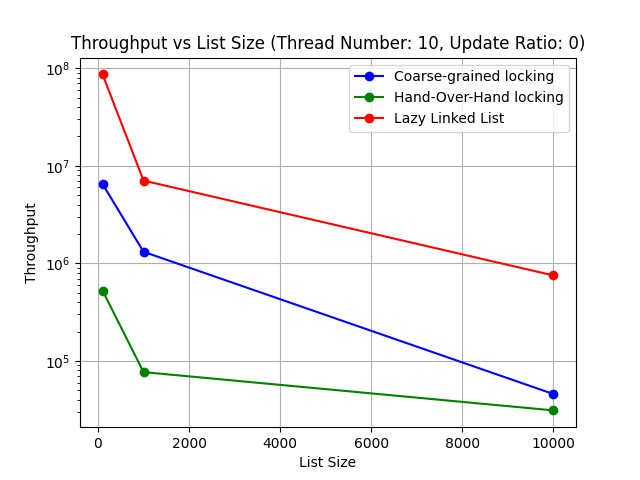 Throughput vs List Size (Thread Number: 10, Update Ratio: 0)
Coarse-grained locking
Hand-Over-Hand locking
Lazy Linked List
Throughput
10^8
10^7
10^6
10^5
0 2000 4000 6000 8000 10000
List Size